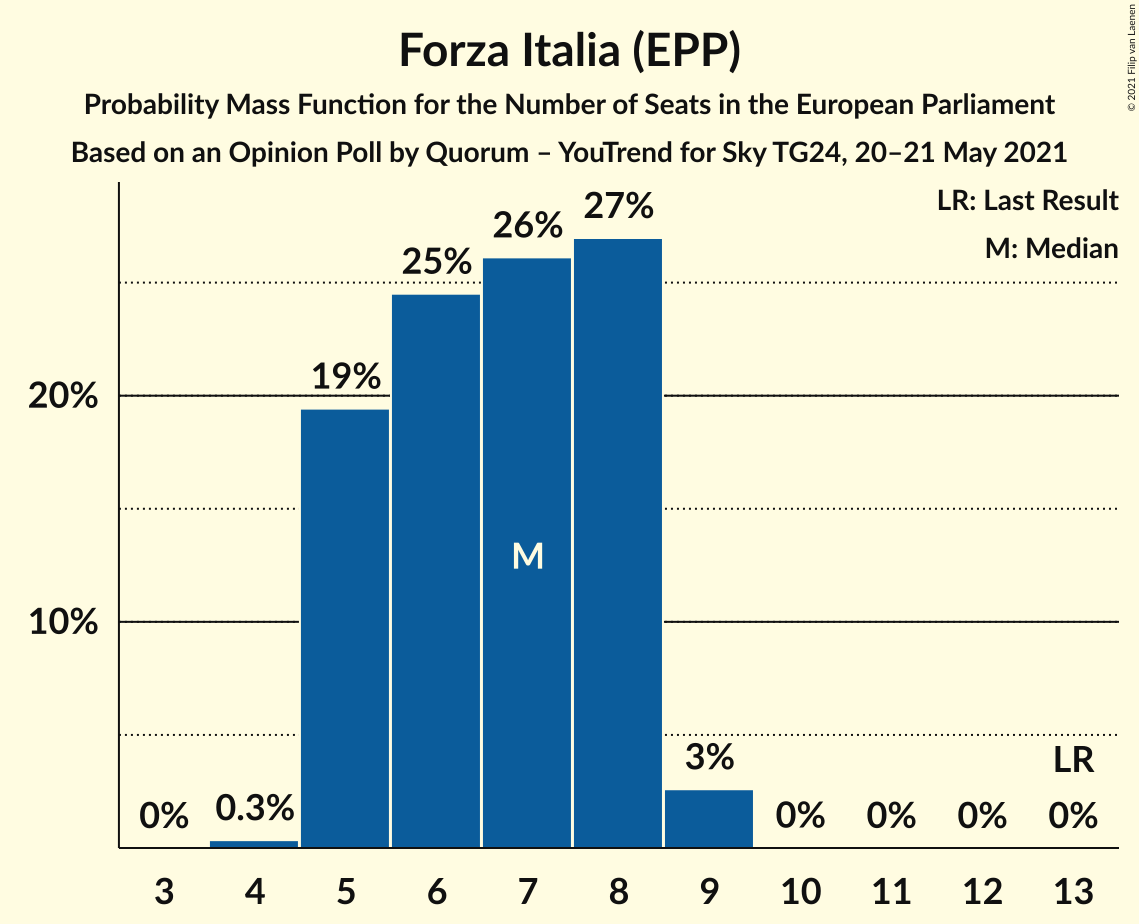 Forza Italia (EPP)
Probability Mass Function for the Number of Seats in the European Parliament
Based on an Opinion Poll by Quorum – YouTrend for Sky TG24, 20–21 May 2021
© 2021 Filip van Laenen
LR: Last Result
M: Median
20%
10%
0%
0.3%
19%
25%
26%
27%
3%
0%
0%
0%
LR
0%
M
3 4 5 6 7 8 9 10 11 12 13